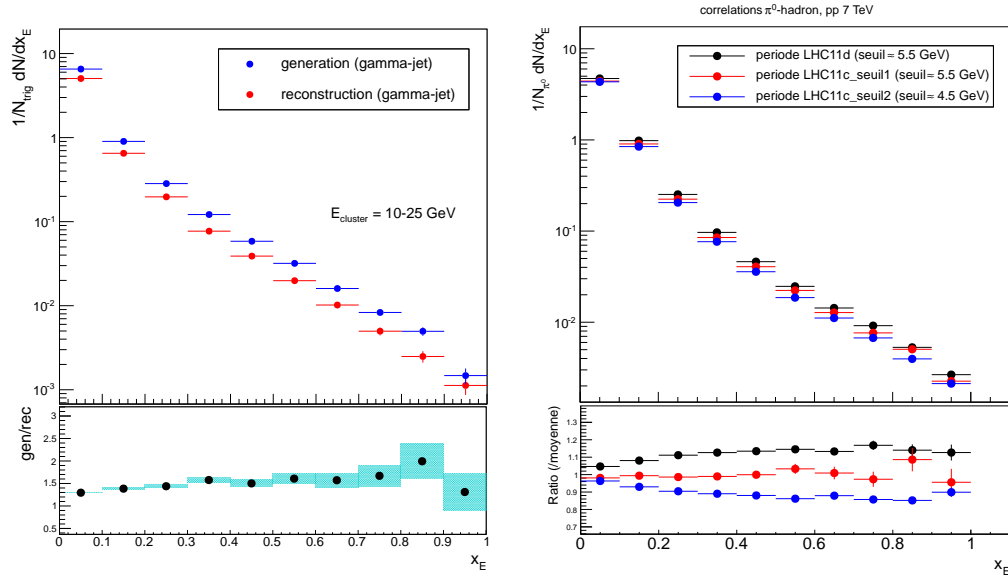 1/N_trig dN/dx_E
10
1
10^-1
10^-2
10^-3
generation (gamma-jet)
reconstruction (gamma-jet)
E_cluster = 10-25 GeV
gen/rec
3
2.5
2
1.5
1
0.5
0 0.1 0.2 0.3 0.4 0.5 0.6 0.7 0.8 0.9 1
x_E
correlations π^0-hadron, pp 7 TeV
1/N_π^0 dN/dx_E
10
1
10^-1
10^-2
periode LHC11d (seuil≈ 5.5 GeV)
periode LHC11c_seuil1 (seuil≈ 5.5 GeV)
periode LHC11c_seuil2 (seuil≈ 4.5 GeV)
Ratio (/moyenne)
1.3
1.2
1.1
1
0.9
0.8
0.7
0 0.2 0.4 0.6 0.8 1
x_E